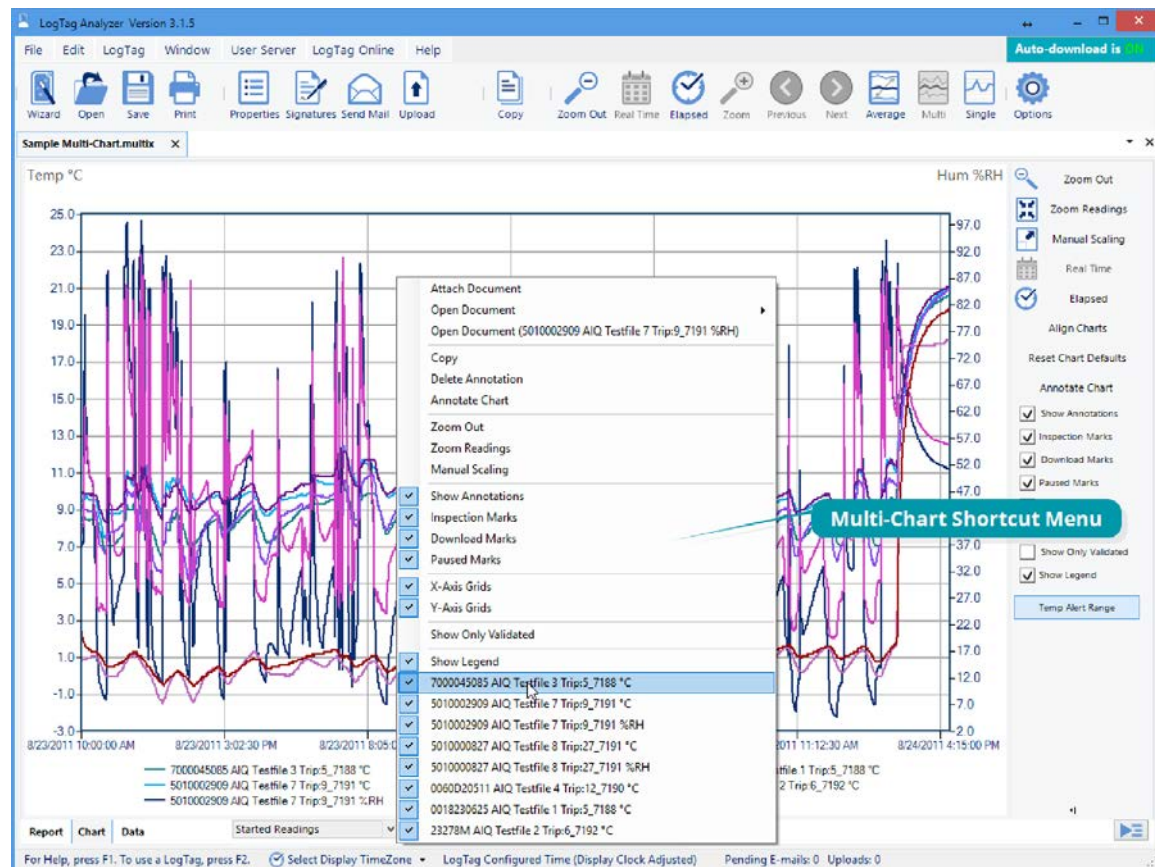 LogTag Analyzer Version 3.1.5
File Edit LogTag Window User Server LogTag Online Help
Auto-download is ON
Wizard Open Save Print Properties Signatures Send Mail Upload Copy Zoom Out Real Time Elapsed Zoom Previous Next Average Multi Single Options
Sample Multi-Chart.multix X
Temp °C
Hum %RH
25.0
23.0
21.0
19.0
17.0
15.0
13.0
11.0
9.0
7.0
5.0
3.0
1.0
-1.0
-3.0
97.0
92.0
87.0
82.0
77.0
72.0
67.0
62.0
57.0
52.0
47.0
37.0
32.0
27.0
22.0
17.0
12.0
7.0
2.0
8/23/2011 10:00:00 AM 8/23/2011 3:02:30 PM 8/23/2011 8:05:0 2011 11:12:30 AM 8/24/2011 4:15:00 PM
7000045085 AIQ Testfile 3 Trip:5_7188 °C
5010002909 AIQ Testfile 7 Trip:9_7191 °C
5010002909 AIQ Testfile 7 Trip:9_7191 %RH
tfile 1 Trip:5_7188 °C
2 Trip:6_7192 °C
Attach Document
Open Document
Open Document (5010002909 AIQ Testfile 7 Trip:9_7191 %RH)
Copy
Delete Annotation
Annotate Chart
Zoom Out
Zoom Readings
Manual Scaling
Show Annotations
Inspection Marks
Download Marks
Paused Marks
X-Axis Grids
Y-Axis Grids
Show Only Validated
Show Legend
7000045085 AIQ Testfile 3 Trip:5_7188 °C
5010002909 AIQ Testfile 7 Trip:9_7191 °C
5010002909 AIQ Testfile 7 Trip:9_7191 %RH
5010000827 AIQ Testfile 8 Trip:27_7191 °C
5010000827 AIQ Testfile 8 Trip:27_7191 %RH
0060D20511 AIQ Testfile 4 Trip:12_7190 °C
0018230625 AIQ Testfile 1 Trip:5_7188 °C
23278M AIQ Testfile 2 Trip:6_7192 °C
Multi-Chart Shortcut Menu
Zoom Out
Zoom Readings
Manual Scaling
Real Time
Elapsed
Align Charts
Reset Chart Defaults
Annotate Chart
Show Annotations
Inspection Marks
Download Marks
Paused Marks
Show Only Validated
Show Legend
Temp Alert Range
Report Chart Data Started Readings
For Help, press F1. To use a LogTag, press F2. Select Display TimeZone LogTag Configured Time (Display Clock Adjusted) Pending E-mails: 0 Uploads: 0